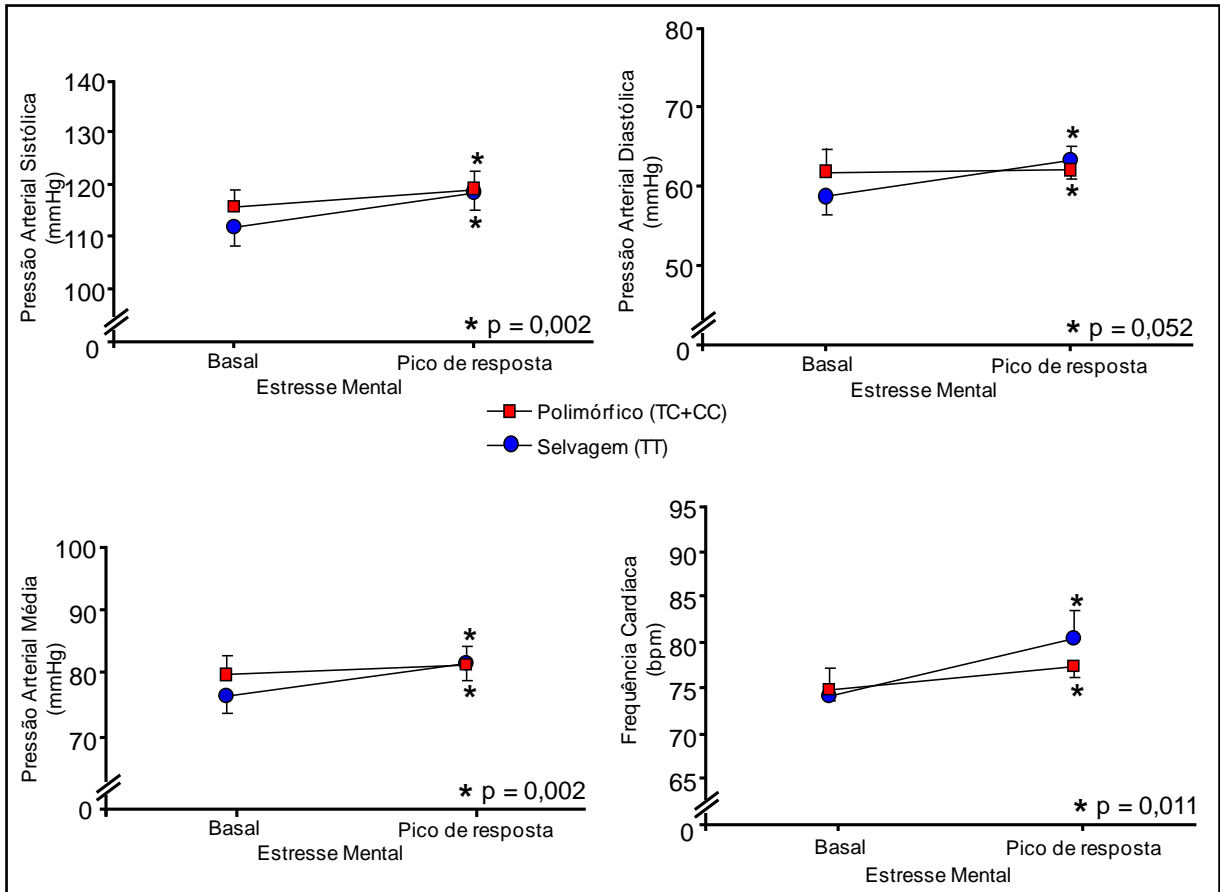 Pressão Arterial Sistólica
(mmHg)
140
130
120
110
100
0
*
*
* p = 0,002
Basal
Pico de resposta
Estresse Mental
Pressão Arterial Diastólica
(mmHg)
80
70
60
50
0
*
*
* p = 0,052
Basal
Pico de resposta
Estresse Mental
Polimórfico (TC+CC)
Selvagem (TT)
Pressão Arterial Média
(mmHg)
100
90
80
70
0
*
*
* p = 0,002
Basal
Pico de resposta
Estresse Mental
Frequência Cardíaca
(bpm)
95
90
85
80
75
70
65
0
*
*
* p = 0,011
Basal
Pico de resposta
Estresse Mental